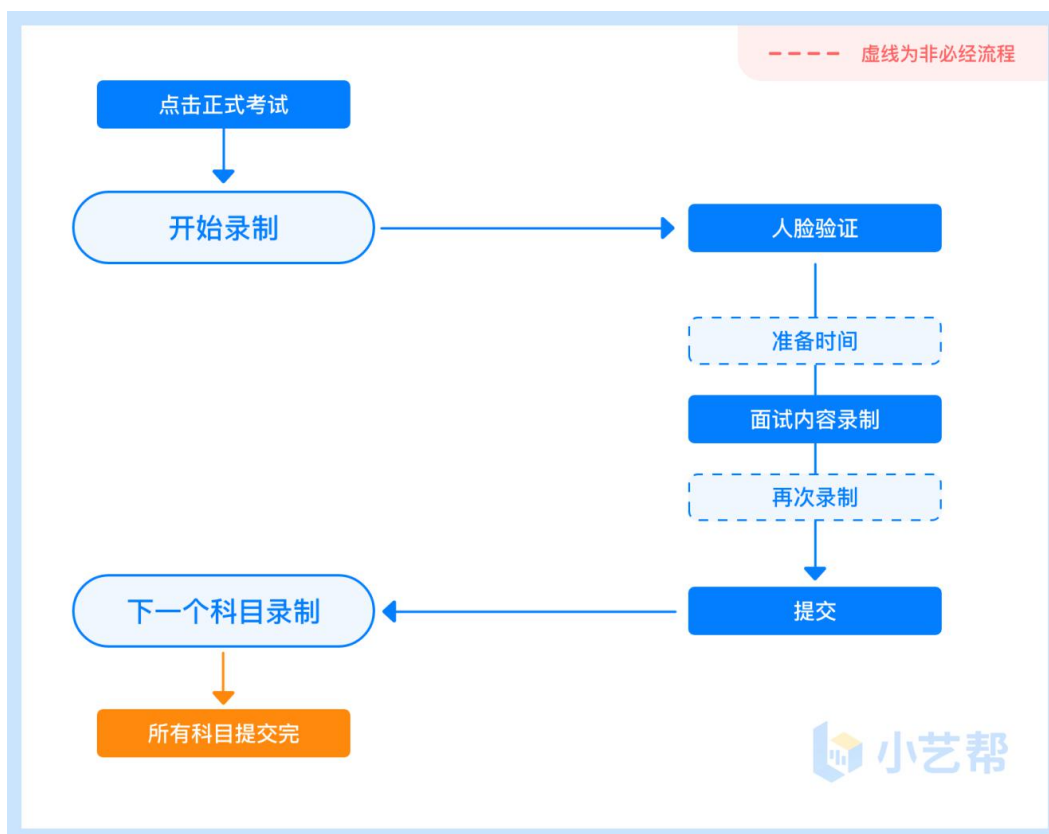 虚线为非必经流程
点击正式考试
开始录制
人脸验证
准备时间
面试内容录制
再次录制
提交
下一个科目录制
所有科目提交完
小艺帮